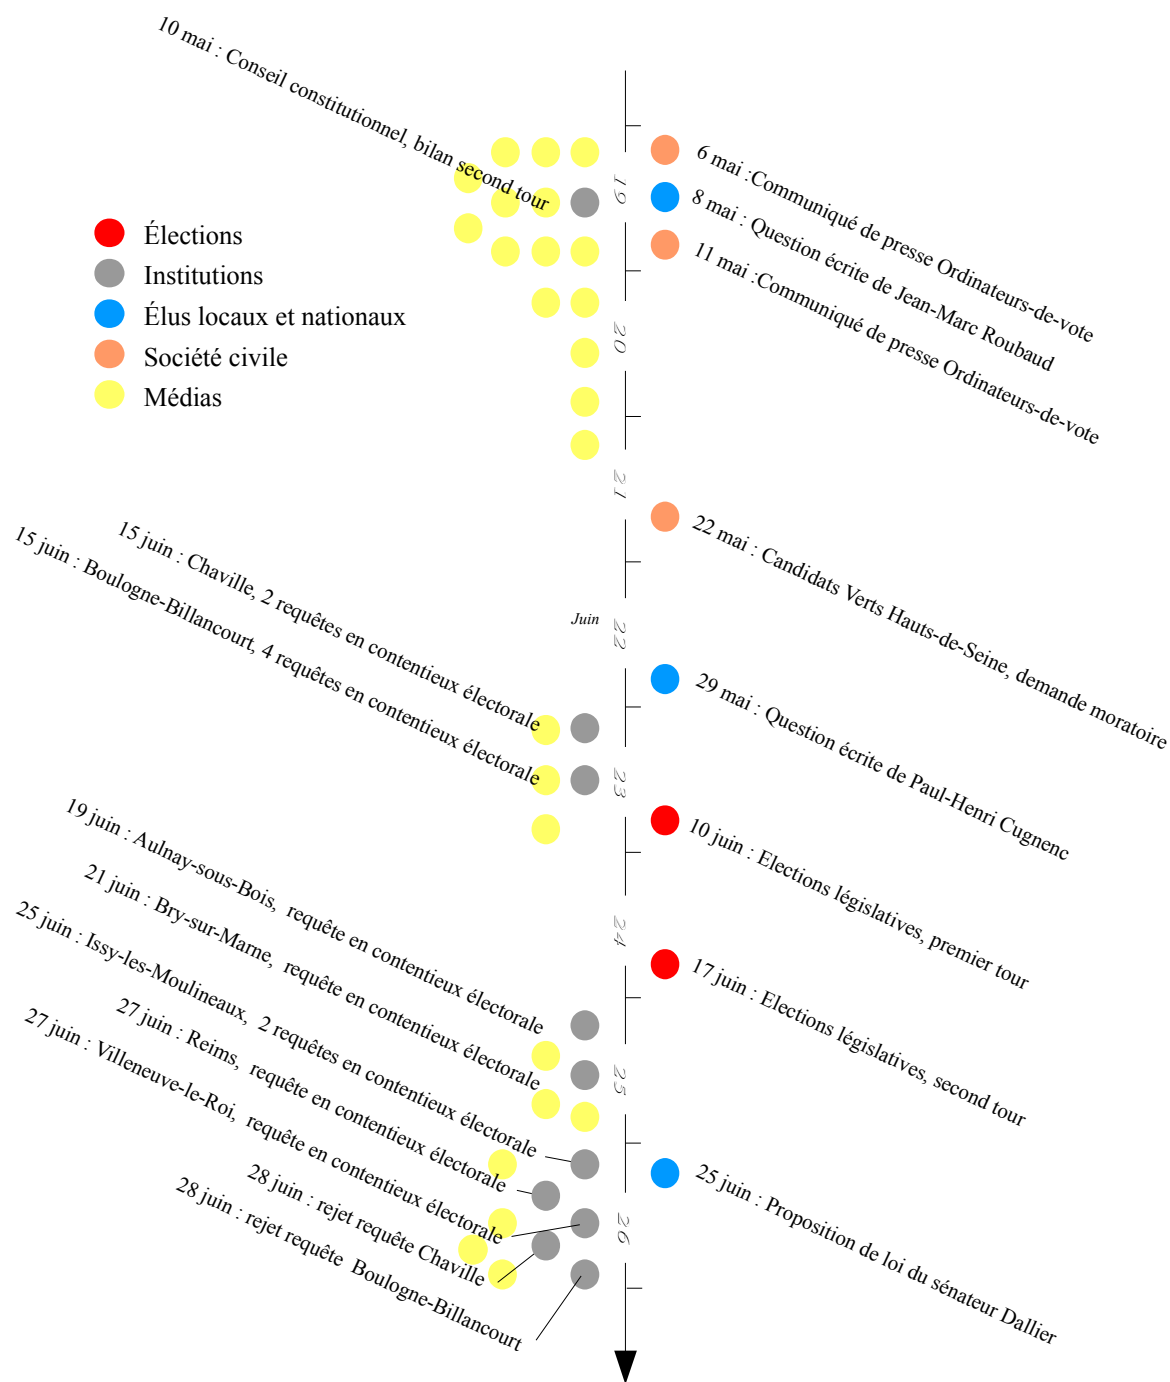 10 mai : Conseil constitutionnel, bilan second tour
6 mai :Communiqué de presse Ordinateurs-de-vote
8 mai : Question écrite de Jean-Marc Roubaud
11 mai :Communiqué de presse Ordinateurs-de-vote
19
Élections
Institutions
Élus locaux et nationaux
Société civile
Médias
20
21
22 mai : Candidats Verts Hauts-de-Seine, demande moratoire
15 juin : Chaville, 2 requêtes en contentieux électorale
15 juin : Boulogne-Billancourt, 4 requêtes en contentieux électorale
Juin
22
29 mai : Question écrite de Paul-Henri Cugnenc
23
10 juin : Elections législatives, premier tour
19 juin : Aulnay-sous-Bois, requête en contentieux électorale
21 juin : Bry-sur-Marne, requête en contentieux électorale
25 juin : Issy-les-Moulineaux, 2 requêtes en contentieux électorale
27 juin : Reims, requête en contentieux électorale
27 juin : Villeneuve-le-Roi, requête en contentieux électorale
24
17 juin : Elections législatives, second tour
25
28 juin : rejet requête Chaville
28 juin : rejet requête Boulogne-Billancourt
25 juin : Proposition de loi du sénateur Dallier
26